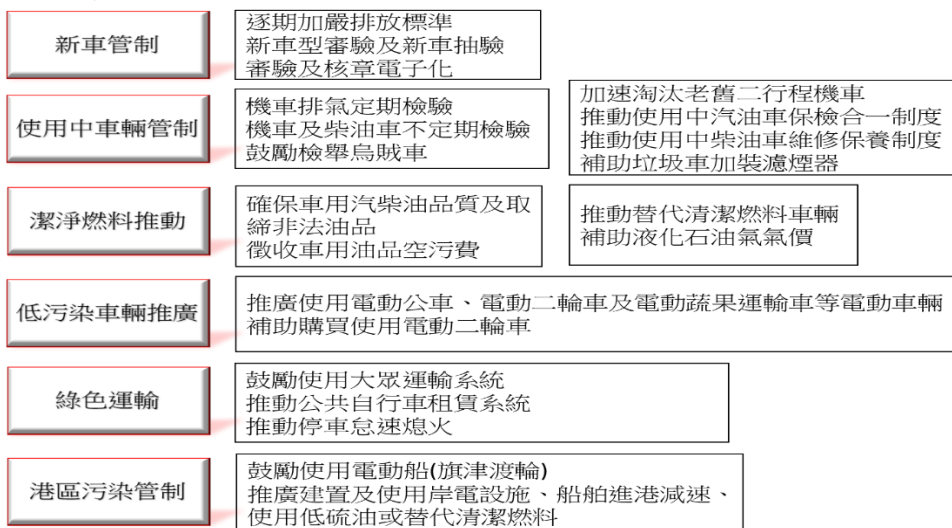 新車管制
逐期加嚴排放標準
新車型審驗及新車抽驗
審驗及核章電子化
使用中車輛管制
機車排氣定期檢驗
機車及柴油車不定期檢驗
鼓勵檢舉烏賊車
加速淘汰老舊二行程機車
推動使用中汽油車保檢合一制度
推動使用中柴油車維修保養制度
補助垃圾車加裝濾煙器
潔淨燃料推動
確保車用汽柴油品質及取
締非法油品
徵收車用油品空污費
推動替代清潔燃料車輛
補助液化石油氣氣價
低污染車輛推廣
推廣使用電動公車、電動二輪車及電動蔬果運輸車等電動車輛
補助購買使用電動二輪車
綠色運輸
鼓勵使用大眾運輸系統
推動公共自行車租賃系統
推動停車怠速熄火
港區污染管制
鼓勵使用電動船(旗津渡輪)
推廣建置及使用岸電設施、船舶進港減速、
使用低硫油或替代清潔燃料